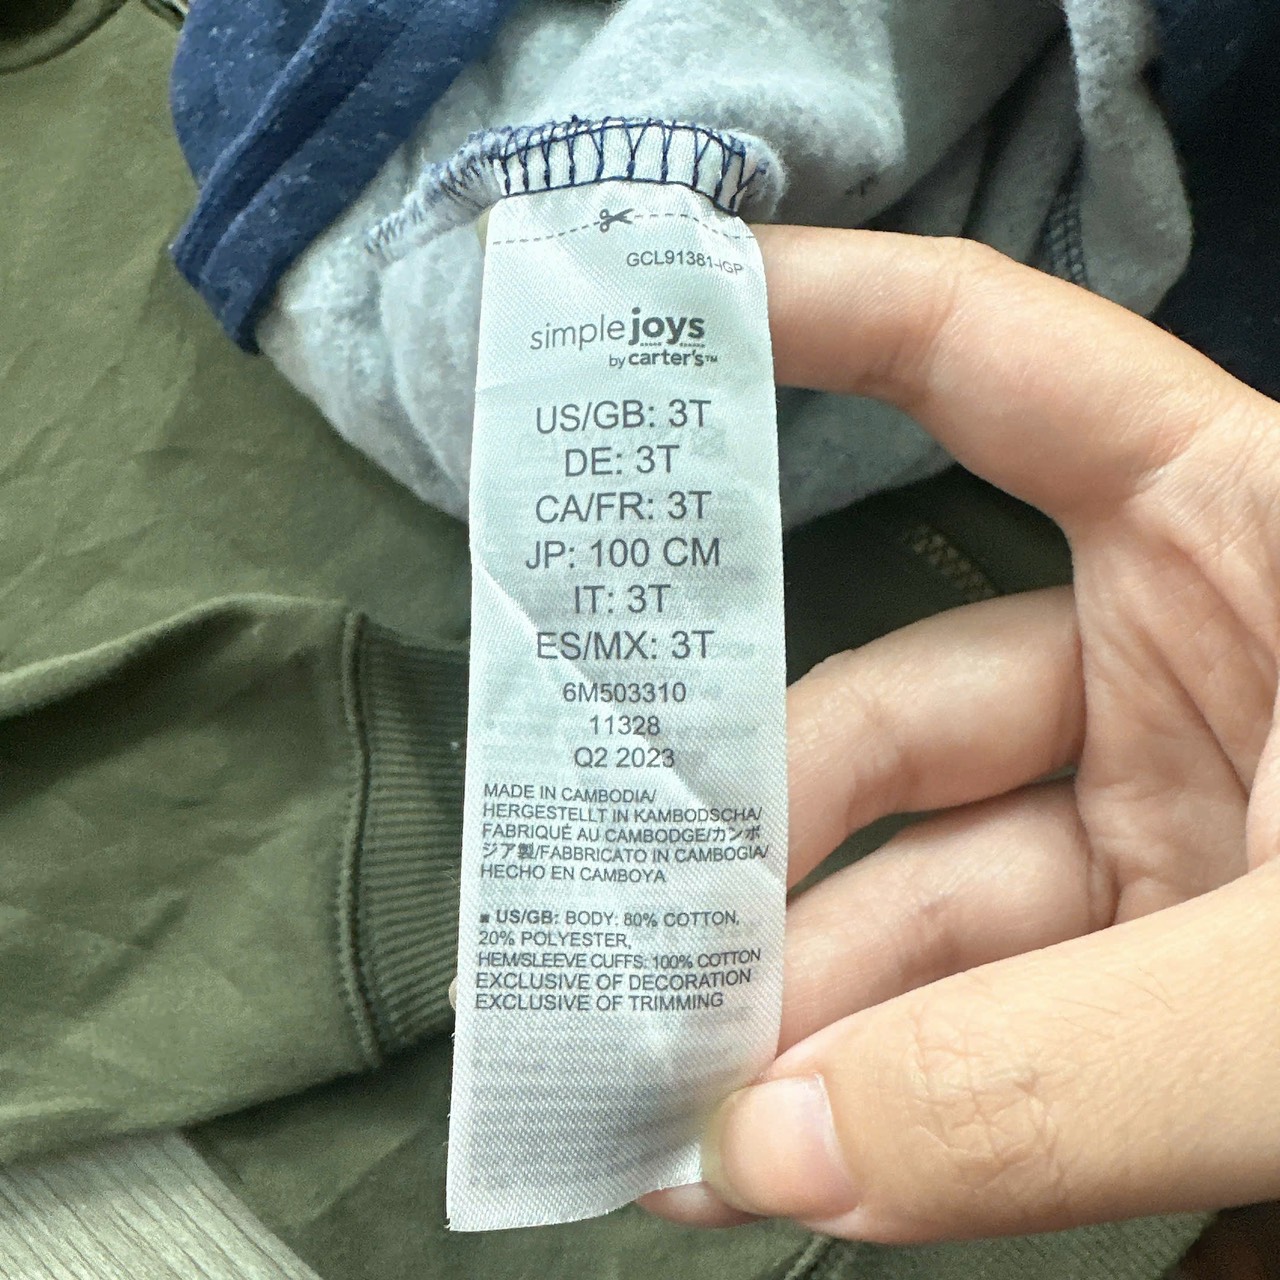 GCL91381-IGP
simple joys
by carter's™
US/GB: 3T
DE: 3T
CA/FR: 3T
JP: 100 CM
IT: 3T
ES/MX: 3T
6M503310
11328
Q2 2023
MADE IN CAMBODIA/
HERGESTELLT IN KAMBODSCHA/
FABRIQUÉ AU CAMBODGE/カンボ
ジア製/FABBRICATO IN CAMBOGIA/
HECHO EN CAMBOYA
■ US/GB: BODY: 80% COTTON,
20% POLYESTER,
HEM/SLEEVE CUFFS: 100% COTTON
EXCLUSIVE OF DECORATION
EXCLUSIVE OF TRIMMING